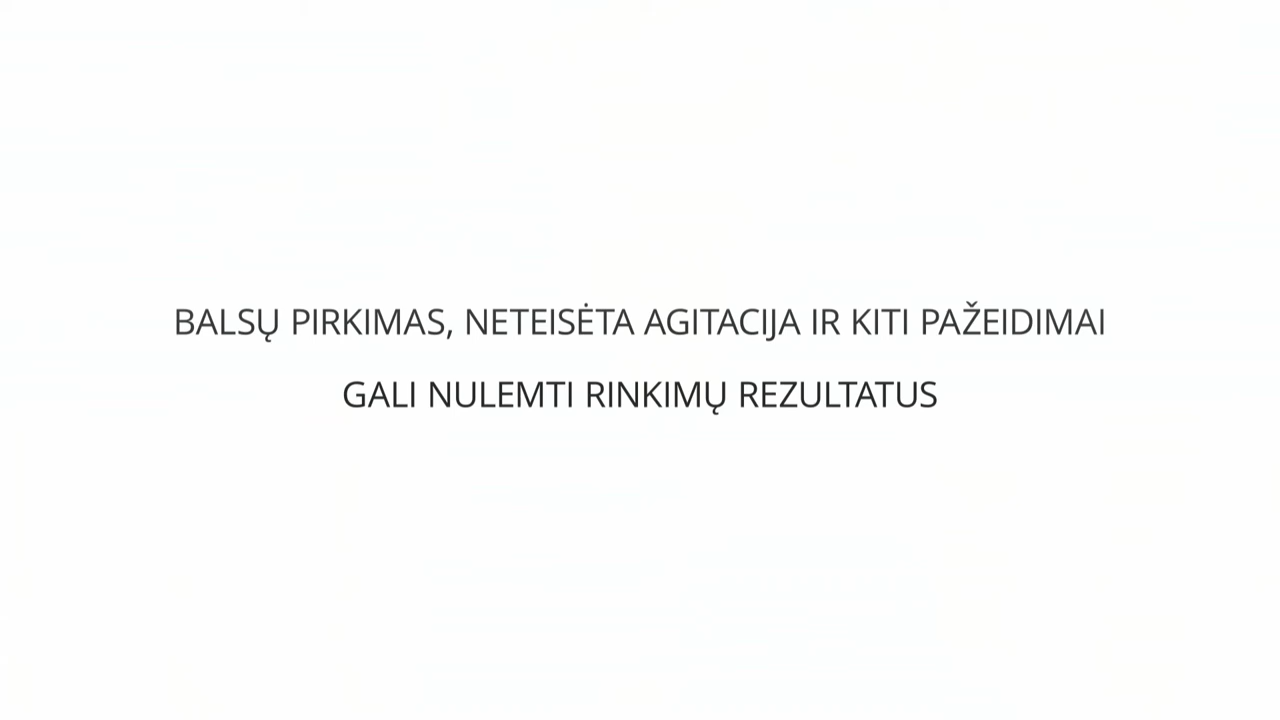 BALSŲ PIRKIMAS, NETEISĖTA AGITACIJA IR KITI PAŽEIDIMAI
GALI NULEMTI RINKIMŲ REZULTATUS